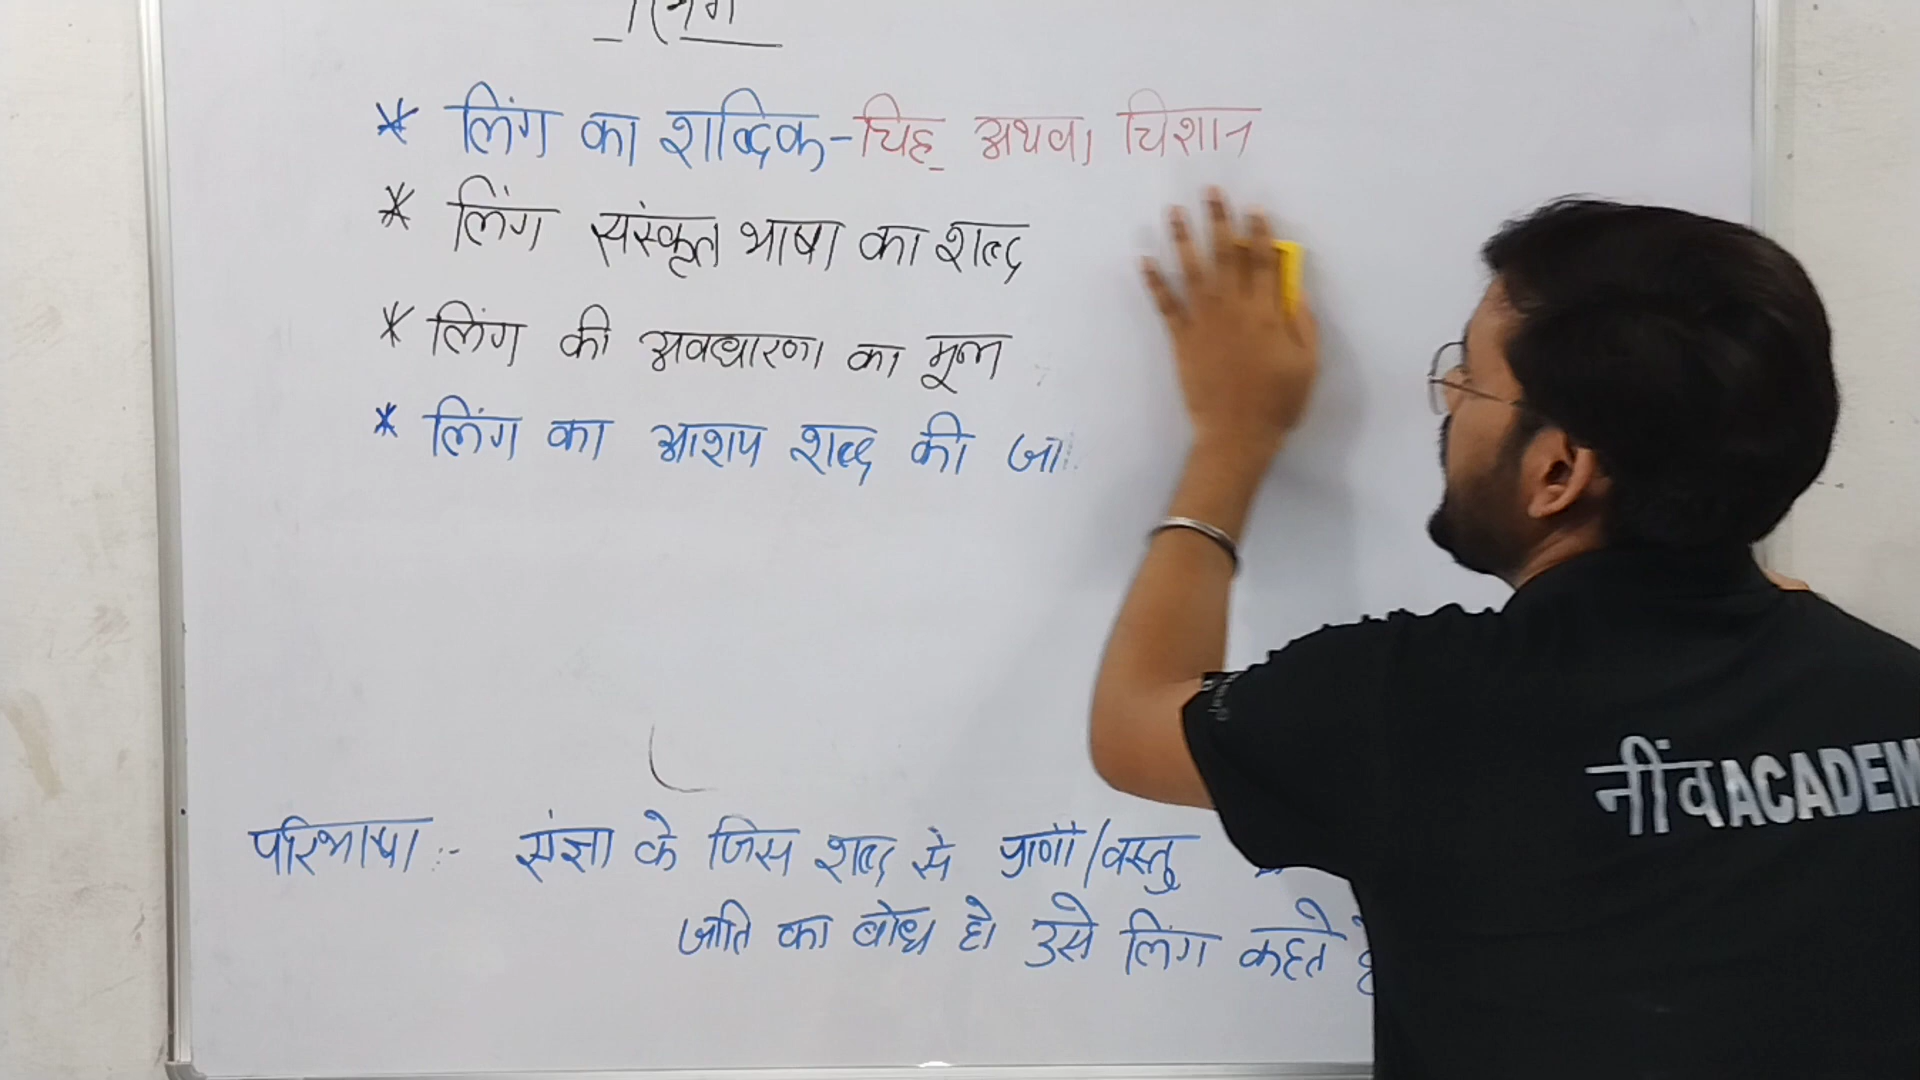 लिंग
* लिंग का शाब्दिक-चिह्न अथवा चिशान
* लिंग संस्कृत भाषा का शब्द
* लिंग की अवधारणा का मूल
* लिंग का आशय शब्द की जा
परिभाषा :- संज्ञा के जिस शब्द से प्राणी/वस्तु
जाति का बोध हो उसे लिंग कहते
नींव ACADEM